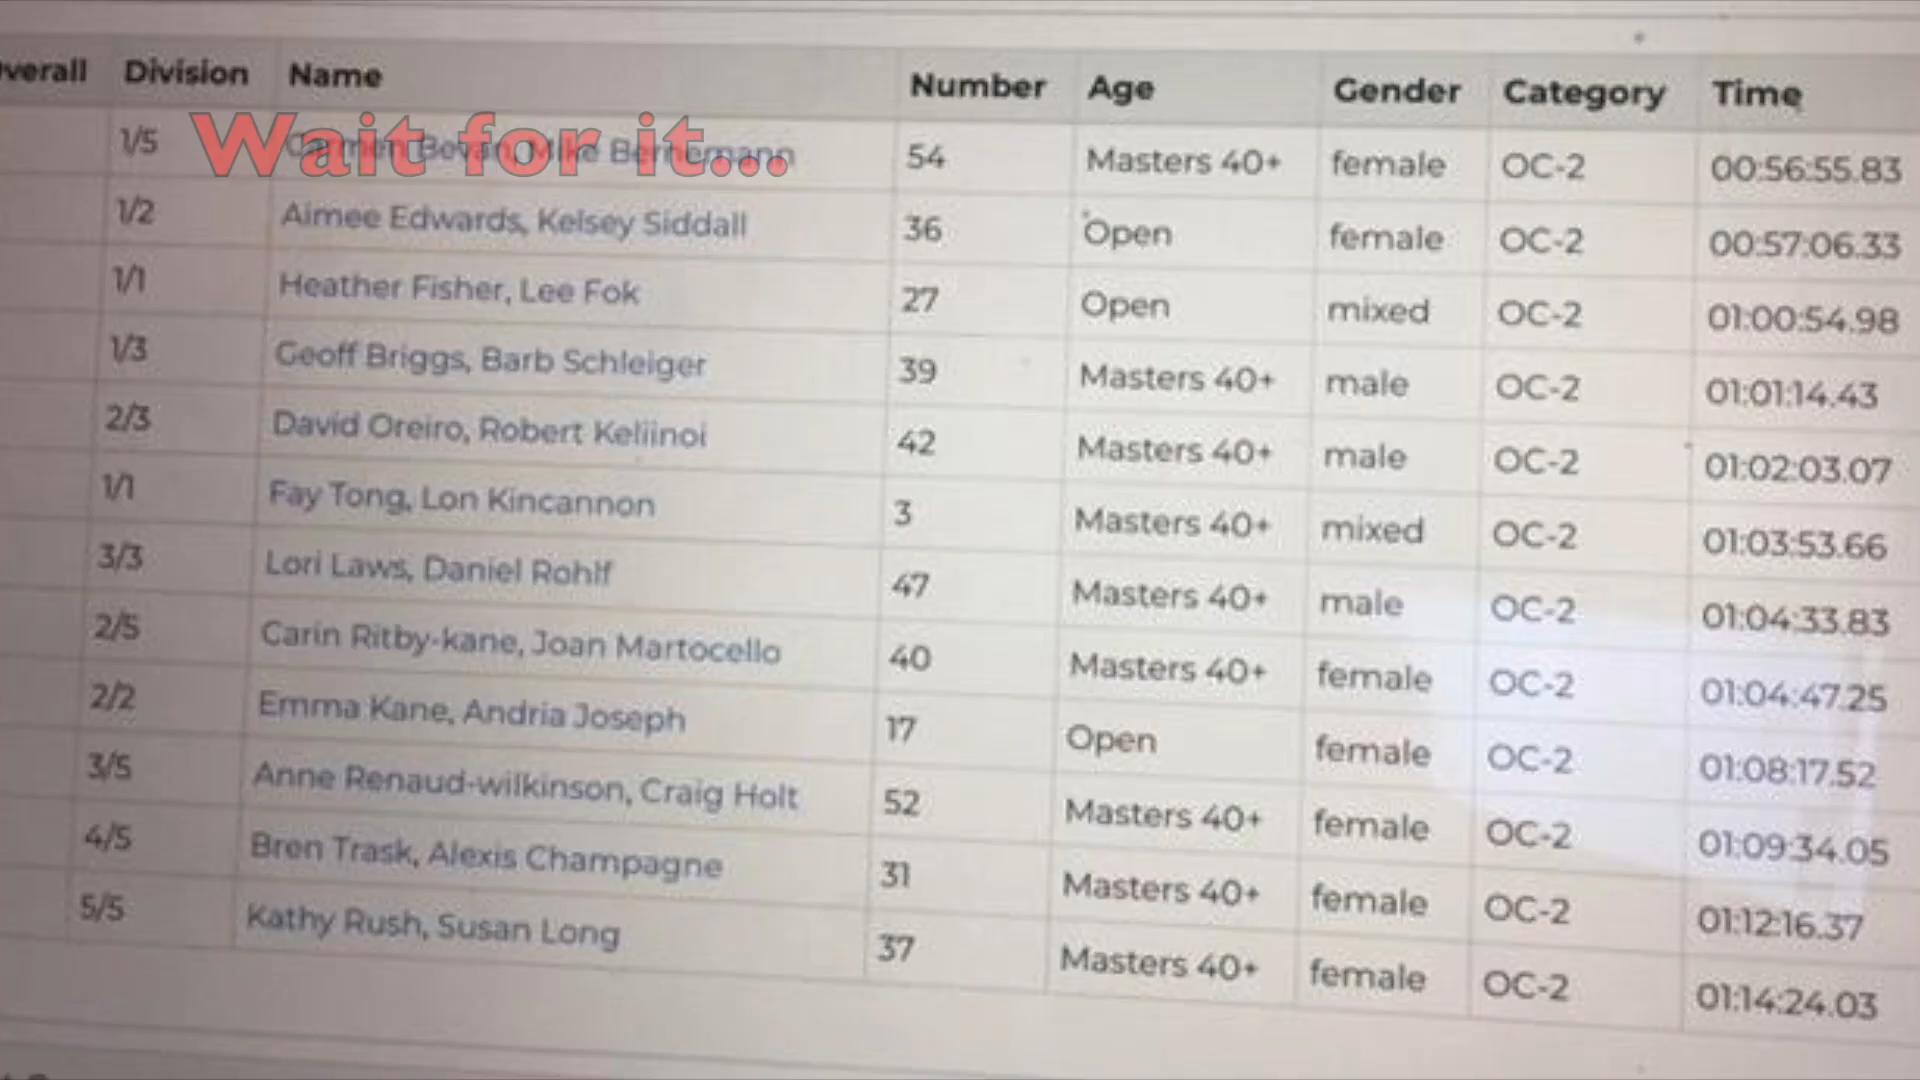 verall Division Name Number Age Gender Category Time
Wait for it...
1/5 Mike 54 Masters 40+ female OC-2 00:56:55.83
1/2 Aimee Edwards, Kelsey Siddall 36 Open female OC-2 00:57:06.33
1/1 Heather Fisher, Lee Fok 27 Open mixed OC-2 01:00:54.98
1/3 Geoff Briggs, Barb Schleiger 39 Masters 40+ male OC-2 01:01:14.43
2/3 David Oreiro, Robert Keliinoi 42 Masters 40+ male OC-2 01:02:03.07
1/1 Fay Tong, Lon Kincannon 3 Masters 40+ mixed OC-2 01:03:53.66
3/3 Lori Laws, Daniel Rohlf 47 Masters 40+ male OC-2 01:04:33.83
2/5 Carin Ritby-kane, Joan Martocello 40 Masters 40+ female OC-2 01:04:47.25
2/2 Emma Kane, Andria Joseph 17 Open female OC-2 01:08:17.52
3/5 Anne Renaud-wilkinson, Craig Holt 52 Masters 40+ female OC-2 01:09:34.05
4/5 Bren Trask, Alexis Champagne 31 Masters 40+ female OC-2 01:12:16.37
5/5 Kathy Rush, Susan Long 37 Masters 40+ female OC-2 01:14:24.03